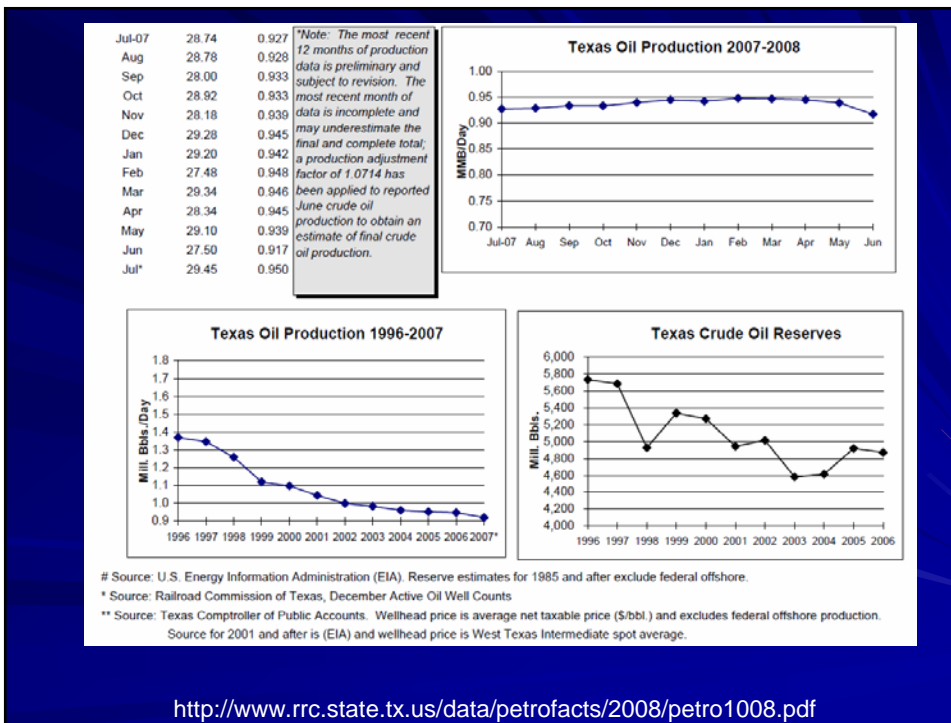 Jul-07 28.74 0.927
Aug 28.78 0.928
Sep 28.00 0.933
Oct 28.92 0.933
Nov 28.18 0.939
Dec 29.28 0.945
Jan 29.20 0.942
Feb 27.48 0.948
Mar 29.34 0.946
Apr 28.34 0.945
May 29.10 0.939
Jun 27.50 0.917
Jul* 29.45 0.950
*Note: The most recent
12 months of production
data is preliminary and
subject to revision. The
most recent month of
data is incomplete and
may underestimate the
final and complete total;
a production adjustment
factor of 1.0714 has
been applied to reported
June crude oil
production to obtain an
estimate of final crude
oil production.
Texas Oil Production 2007-2008
MMB/Day
1.00
0.95
0.90
0.85
0.80
0.75
0.70
Jul-07 Aug Sep Oct Nov Dec Jan Feb Mar Apr May Jun
Texas Oil Production 1996-2007
Mill. Bbls./Day
1.8
1.7
1.6
1.5
1.4
1.3
1.2
1.1
1.0
0.9
1996 1997 1998 1999 2000 2001 2002 2003 2004 2005 2006 2007*
Texas Crude Oil Reserves
Mill. Bbls.
6,000
5,800
5,600
5,400
5,200
5,000
4,800
4,600
4,400
4,200
4,000
1996 1997 1998 1999 2000 2001 2002 2003 2004 2005 2006
# Source: U.S. Energy Information Administration (EIA). Reserve estimates for 1985 and after exclude federal offshore.
* Source: Railroad Commission of Texas, December Active Oil Well Counts
** Source: Texas Comptroller of Public Accounts. Wellhead price is average net taxable price ($/bbl.) and excludes federal offshore production.
Source for 2001 and after is (EIA) and wellhead price is West Texas Intermediate spot average.
http://www.rrc.state.tx.us/data/petrofacts/2008/petro1008.pdf